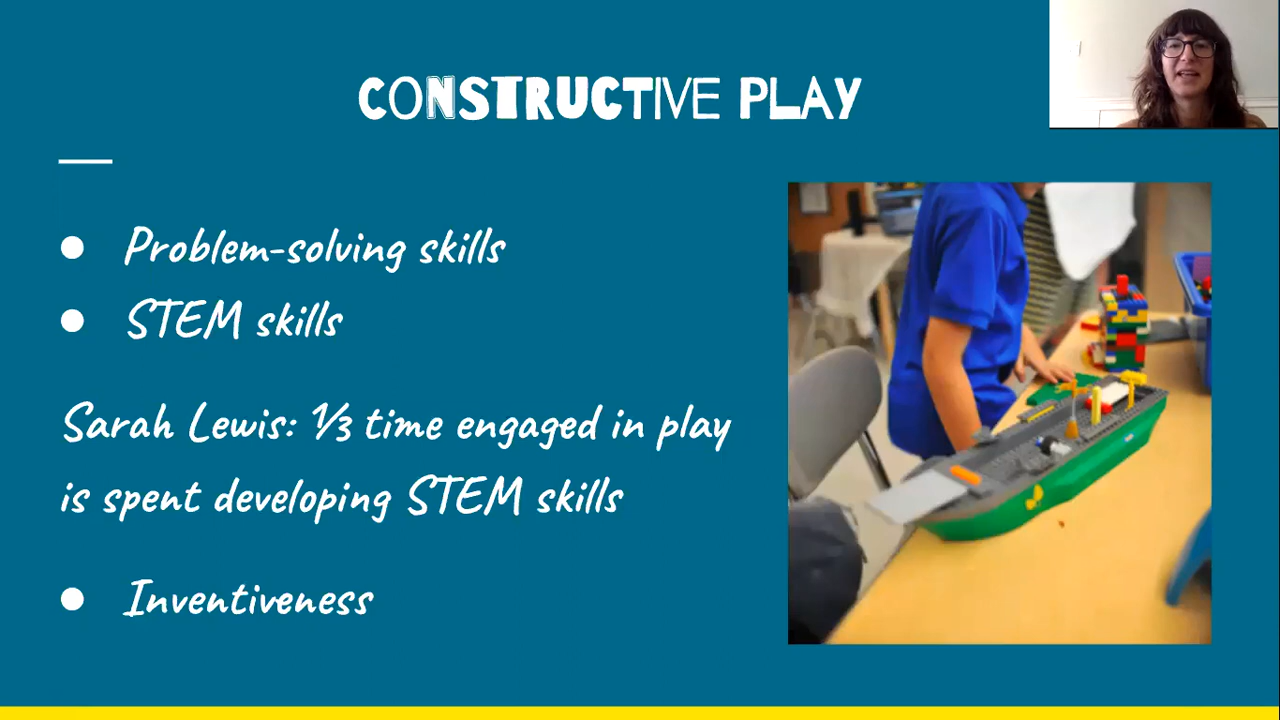 CONSTRUCTIVE PLAY
Problem-solving skills
STEM skills
Sarah Lewis: ⅓ time engaged in play
is spent developing STEM skills
Inventiveness